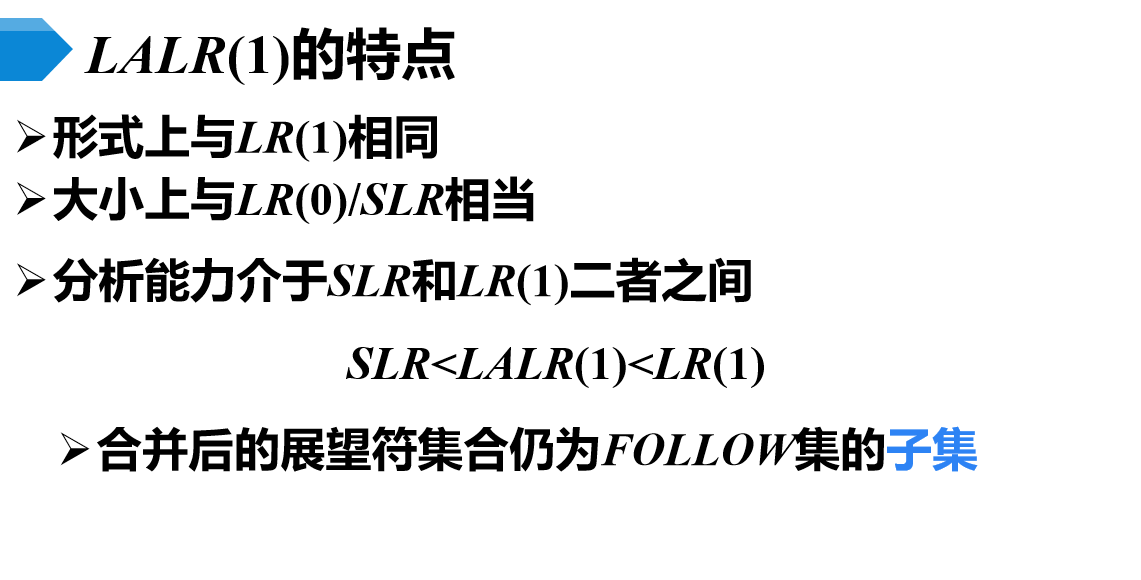 LALR(1)的特点
➢形式上与LR(1)相同
➢大小上与LR(0)/SLR相当
➢分析能力介于SLR和LR(1)二者之间
SLR<LALR(1)<LR(1)
➢合并后的展望符集合仍为FOLLOW集的子集